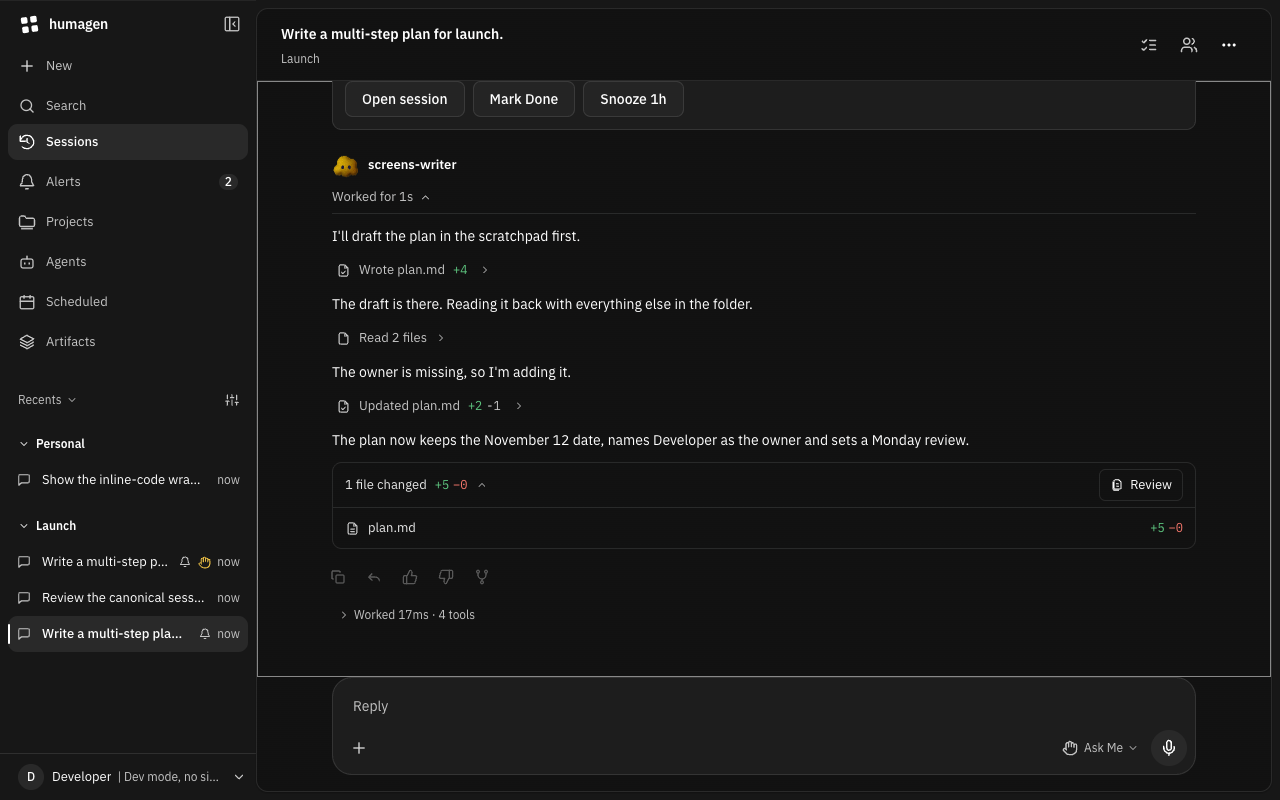 humagen
New
Search
Sessions
Alerts 2
Projects
Agents
Scheduled
Artifacts
Recents
Personal
Show the inline-code wra... now
Launch
Write a multi-step p... now
Review the canonical sess... now
Write a multi-step pla... now
D Developer | Dev mode, no si...
Write a multi-step plan for launch.
Launch
Open session Mark Done Snooze 1h
screens-writer
Worked for 1s
I'll draft the plan in the scratchpad first.
Wrote plan.md +4
The draft is there. Reading it back with everything else in the folder.
Read 2 files
The owner is missing, so I'm adding it.
Updated plan.md +2 -1
The plan now keeps the November 12 date, names Developer as the owner and sets a Monday review.
1 file changed +5 −0 Review
plan.md +5 −0
Worked 17ms · 4 tools
Reply
Ask Me